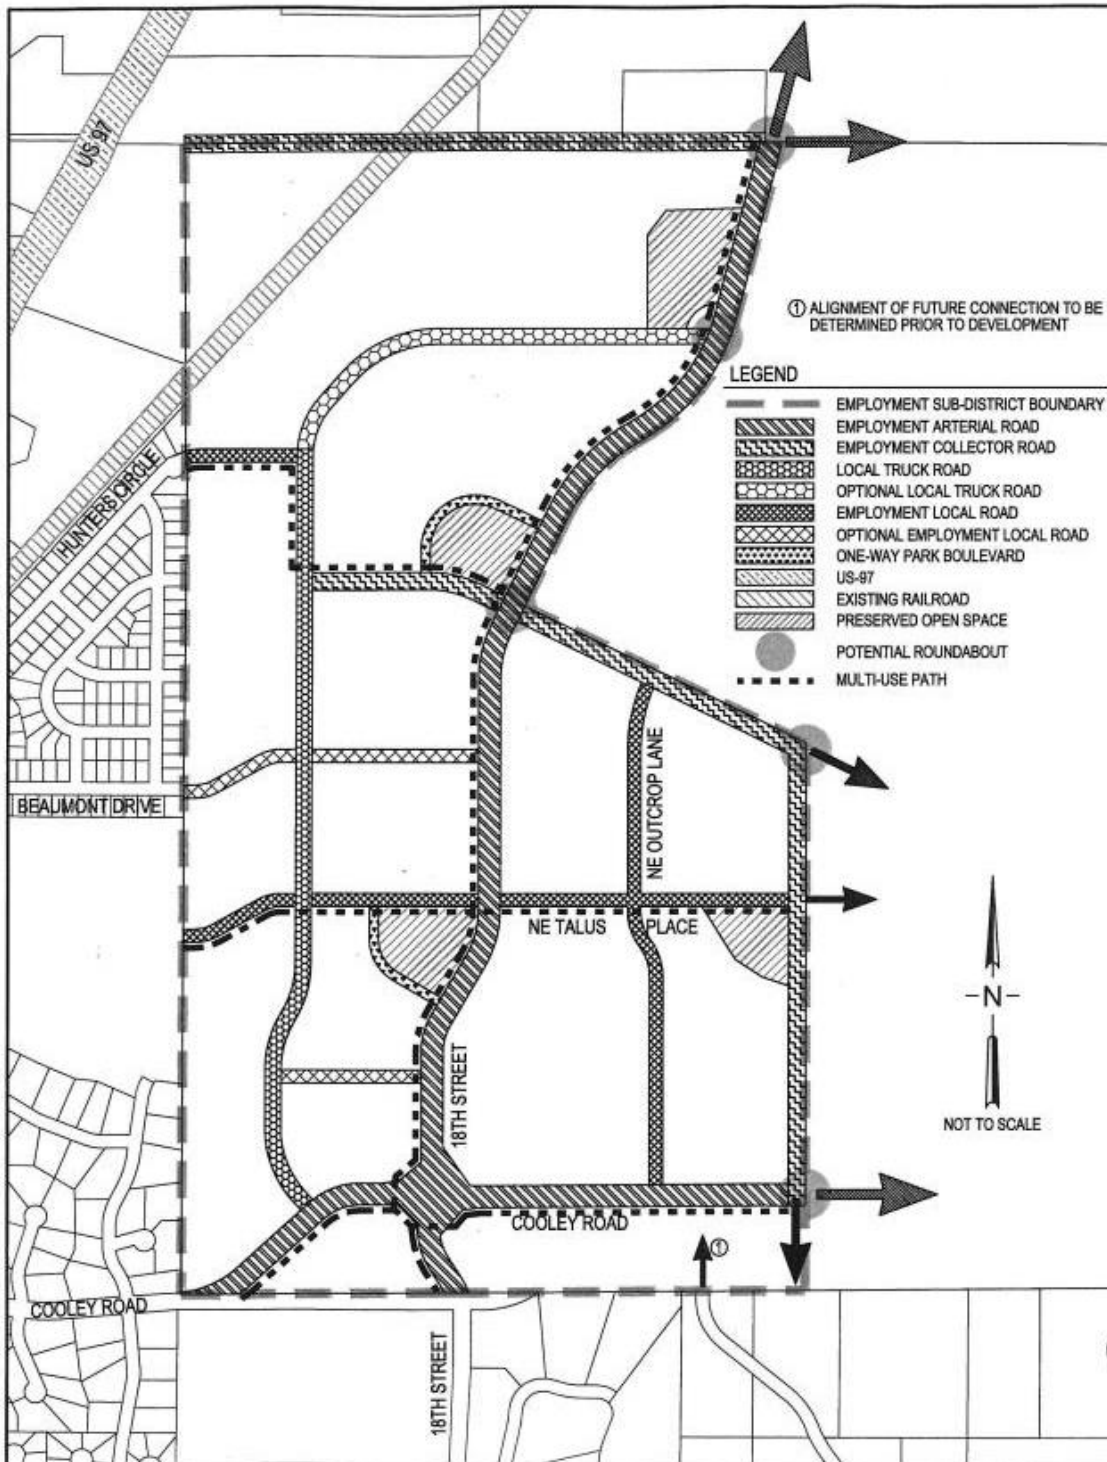 US 97
① ALIGNMENT OF FUTURE CONNECTION TO BE
DETERMINED PRIOR TO DEVELOPMENT
LEGEND
EMPLOYMENT SUB-DISTRICT BOUNDARY
EMPLOYMENT ARTERIAL ROAD
EMPLOYMENT COLLECTOR ROAD
LOCAL TRUCK ROAD
OPTIONAL LOCAL TRUCK ROAD
EMPLOYMENT LOCAL ROAD
OPTIONAL EMPLOYMENT LOCAL ROAD
ONE-WAY PARK BOULEVARD
US-97
EXISTING RAILROAD
PRESERVED OPEN SPACE
POTENTIAL ROUNDABOUT
MULTI-USE PATH
HUNTERS CIRCLE
BEAUMONT DRIVE
NE OUTCROP LANE
NE TALUS PLACE
-N-
NOT TO SCALE
18TH STREET
COOLEY ROAD
①
COOLEY ROAD
18TH STREET